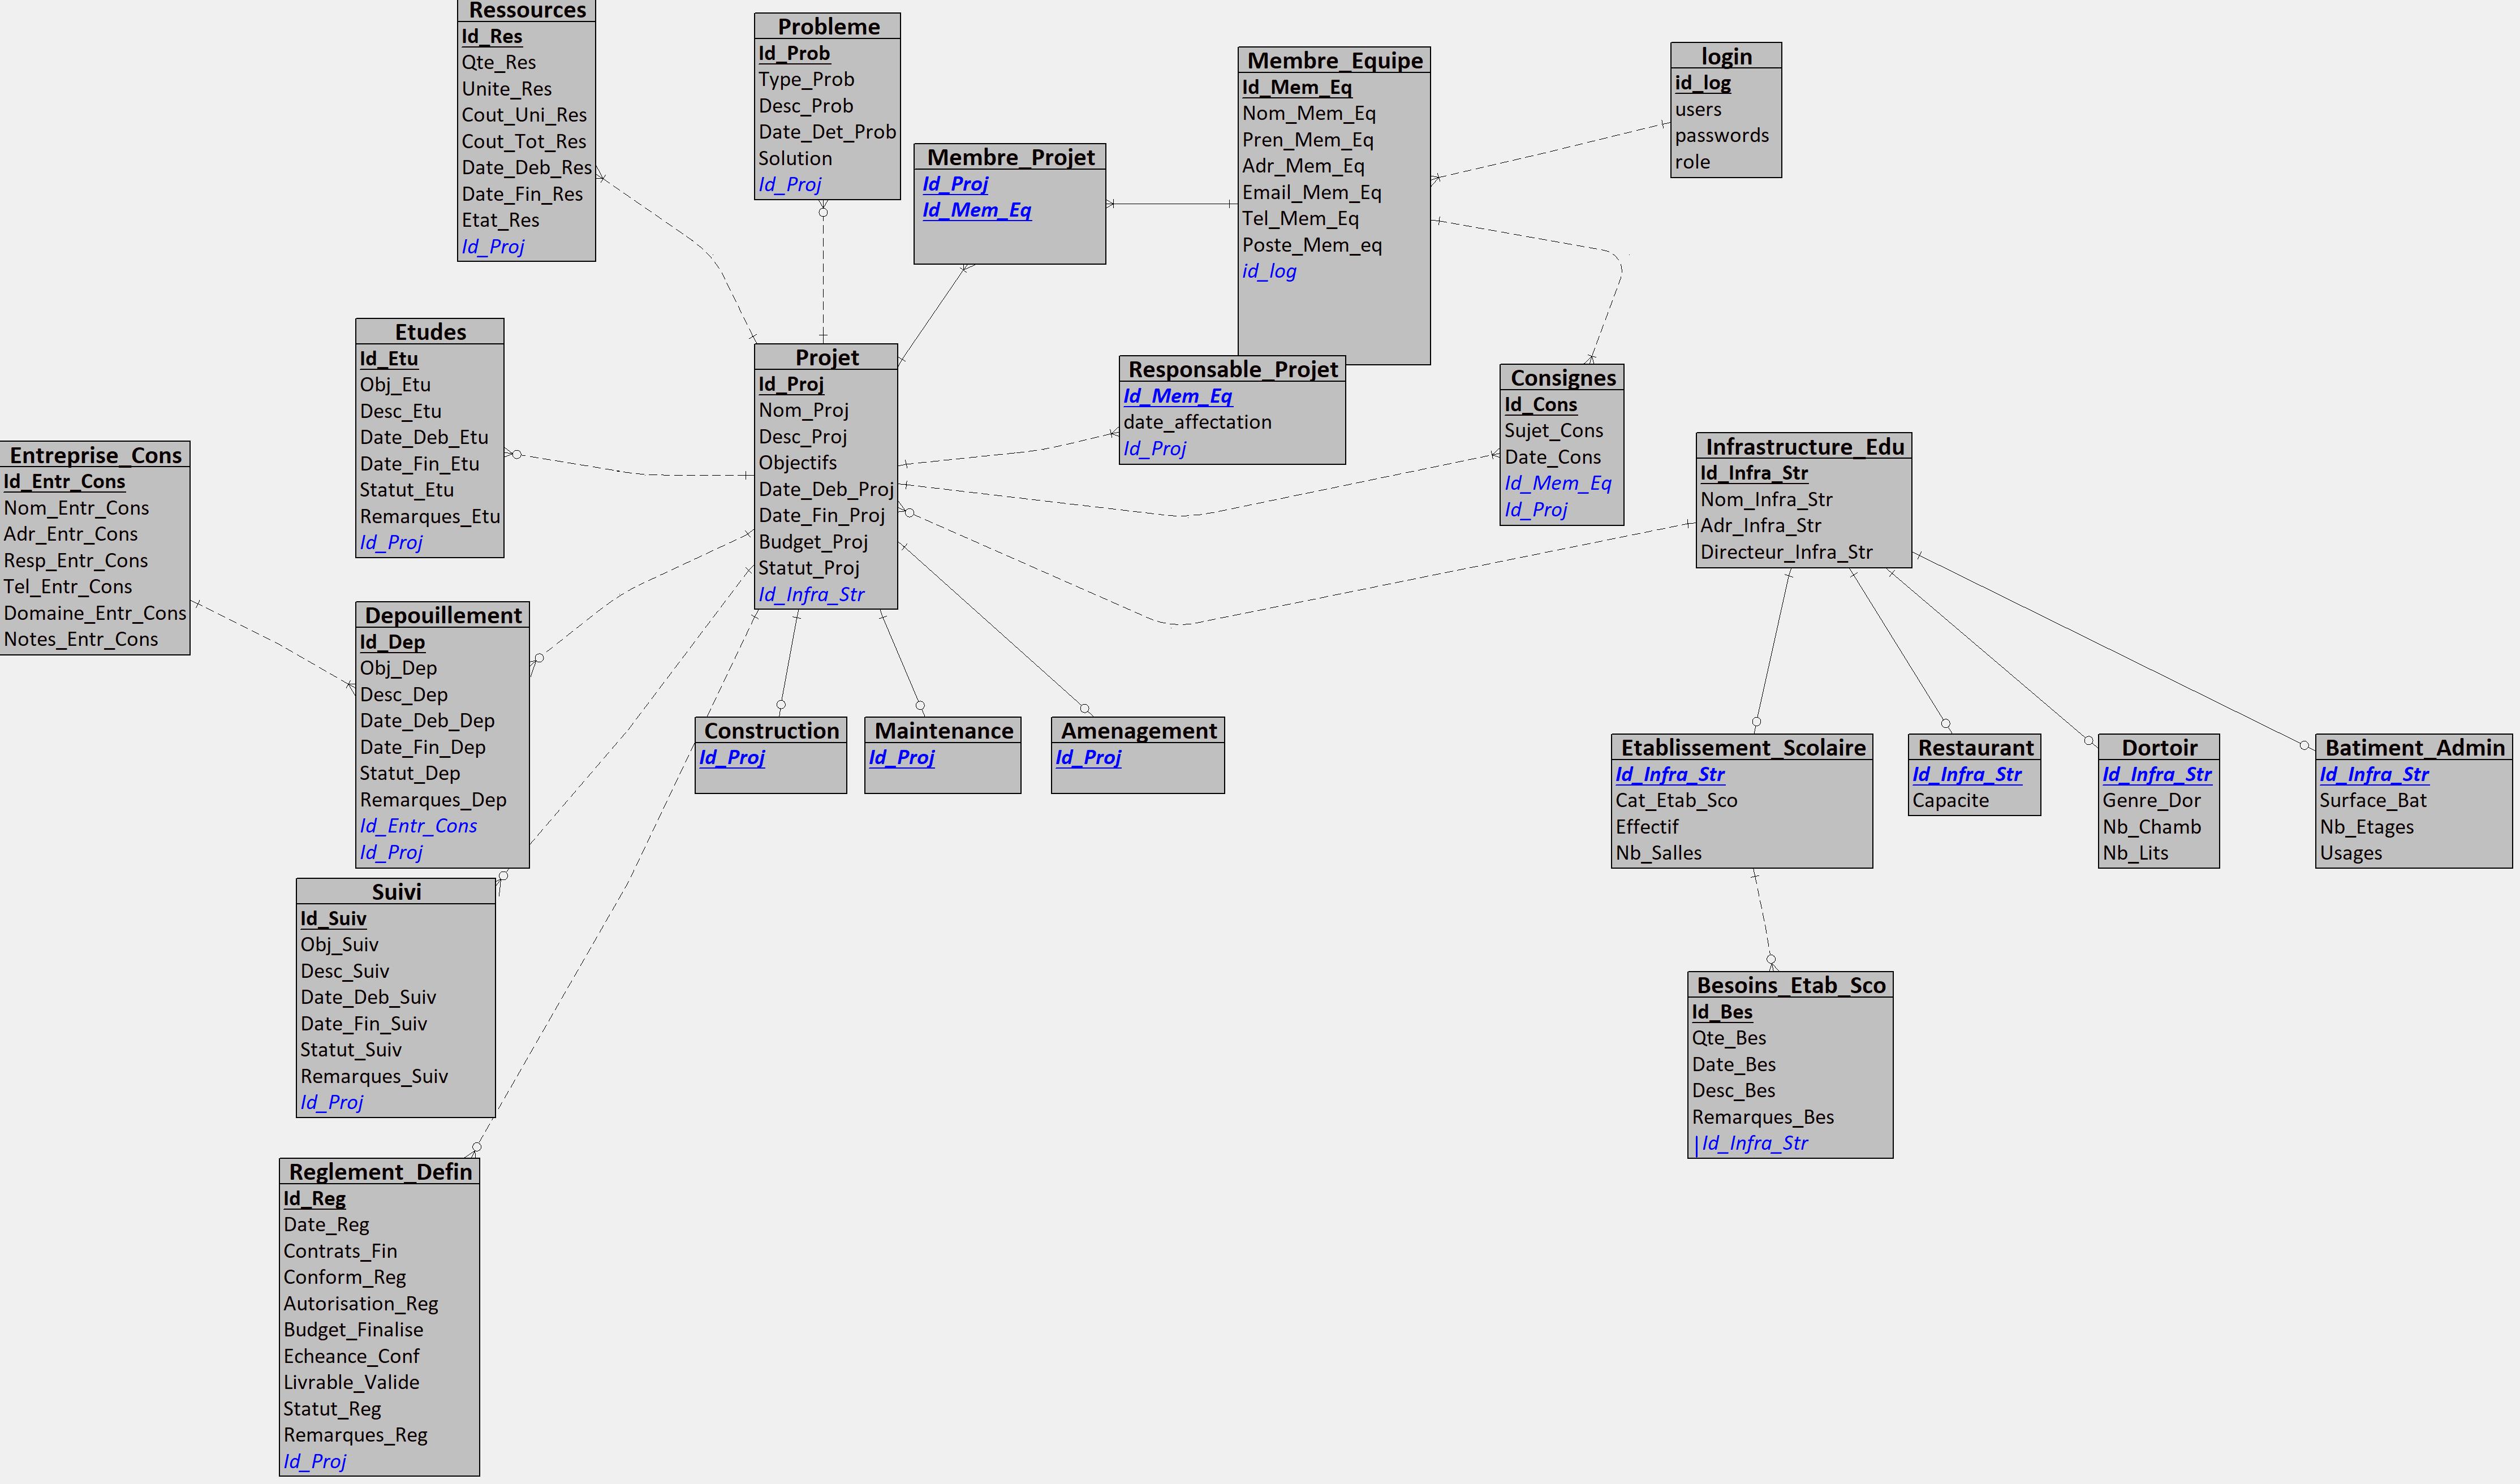 Ressources
Id_Res
Qte_Res
Unite_Res
Cout_Uni_Res
Cout_Tot_Res
Date_Deb_Res
Date_Fin_Res
Etat_Res
Id_Proj
Probleme
Id_Prob
Type_Prob
Desc_Prob
Date_Det_Prob
Solution
Id_Proj
Membre_Projet
Id_Proj
Id_Mem_Eq
Membre_Equipe
Id_Mem_Eq
Nom_Mem_Eq
Pren_Mem_Eq
Adr_Mem_Eq
Email_Mem_Eq
Tel_Mem_Eq
Poste_Mem_eq
id_log
login
id_log
users
passwords
role
Etudes
Id_Etu
Obj_Etu
Desc_Etu
Date_Deb_Etu
Date_Fin_Etu
Statut_Etu
Remarques_Etu
Id_Proj
Projet
Id_Proj
Nom_Proj
Desc_Proj
Objectifs
Date_Deb_Proj
Date_Fin_Proj
Budget_Proj
Statut_Proj
Id_Infra_Str
Responsable_Projet
Id_Mem_Eq
date_affectation
Id_Proj
Consignes
Id_Cons
Sujet_Cons
Date_Cons
Id_Mem_Eq
Id_Proj
Infrastructure_Edu
Id_Infra_Str
Nom_Infra_Str
Adr_Infra_Str
Directeur_Infra_Str
Entreprise_Cons
Id_Entr_Cons
Nom_Entr_Cons
Adr_Entr_Cons
Resp_Entr_Cons
Tel_Entr_Cons
Domaine_Entr_Cons
Notes_Entr_Cons
Depouillement
Id_Dep
Obj_Dep
Desc_Dep
Date_Deb_Dep
Date_Fin_Dep
Statut_Dep
Remarques_Dep
Id_Entr_Cons
Id_Proj
Construction
Id_Proj
Maintenance
Id_Proj
Amenagement
Id_Proj
Etablissement_Scolaire
Id_Infra_Str
Cat_Etab_Sco
Effectif
Nb_Salles
Restaurant
Id_Infra_Str
Capacite
Dortoir
Id_Infra_Str
Genre_Dor
Nb_Chamb
Nb_Lits
Batiment_Admin
Id_Infra_Str
Surface_Bat
Nb_Etages
Usages
Suivi
Id_Suiv
Obj_Suiv
Desc_Suiv
Date_Deb_Suiv
Date_Fin_Suiv
Statut_Suiv
Remarques_Suiv
Id_Proj
Besoins_Etab_Sco
Id_Bes
Qte_Bes
Date_Bes
Desc_Bes
Remarques_Bes
|Id_Infra_Str
Reglement_Defin
Id_Reg
Date_Reg
Contrats_Fin
Conform_Reg
Autorisation_Reg
Budget_Finalise
Echeance_Conf
Livrable_Valide
Statut_Reg
Remarques_Reg
Id_Proj